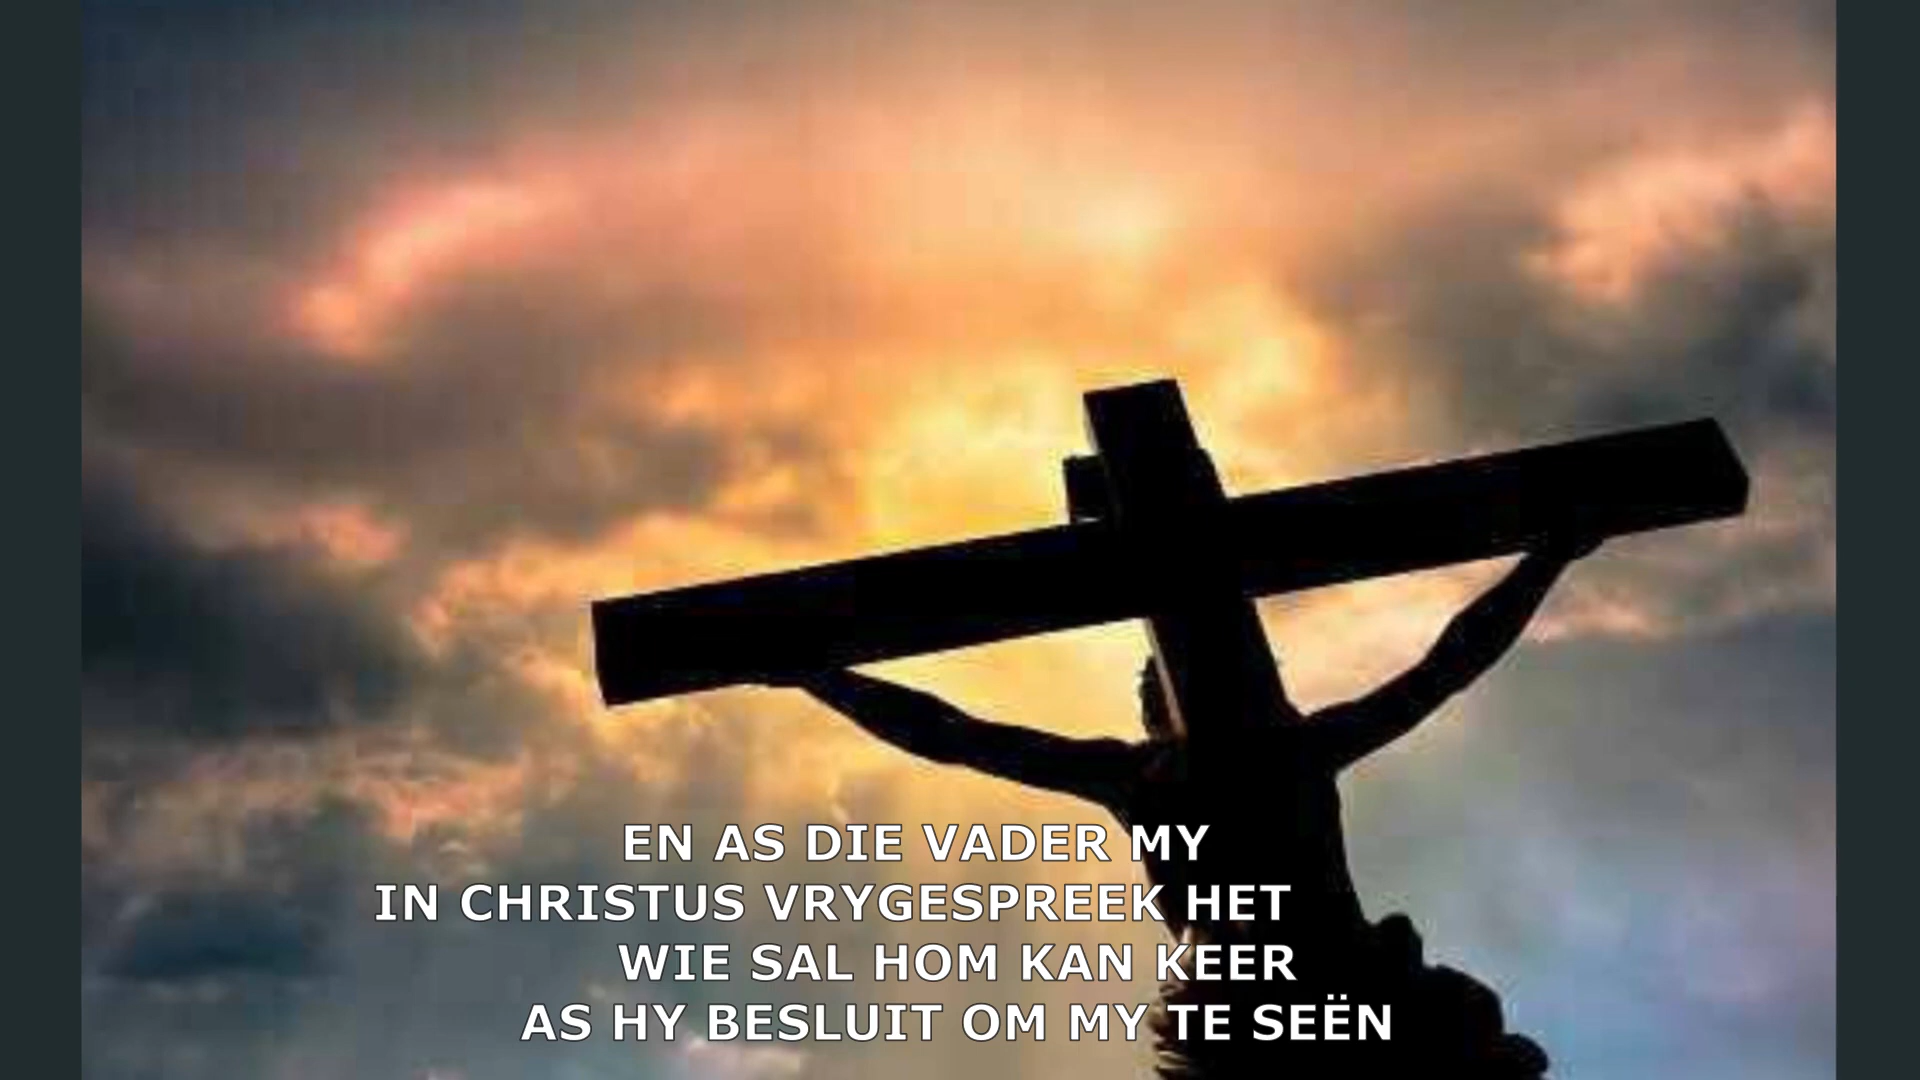 EN AS DIE VADER MY
IN CHRISTUS VRYGESPREEK HET
WIE SAL HOM KAN KEER
AS HY BESLUIT OM MY TE SEËN